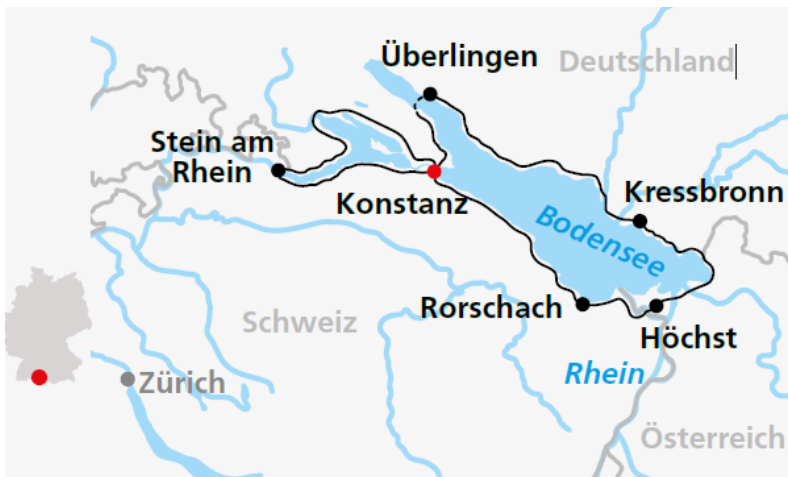 Überlingen
Deutschland
Stein am
Rhein
Konstanz
Kressbronn
Bodensee
Rorschach
Schweiz
Höchst
Rhein
Zürich
Österreich